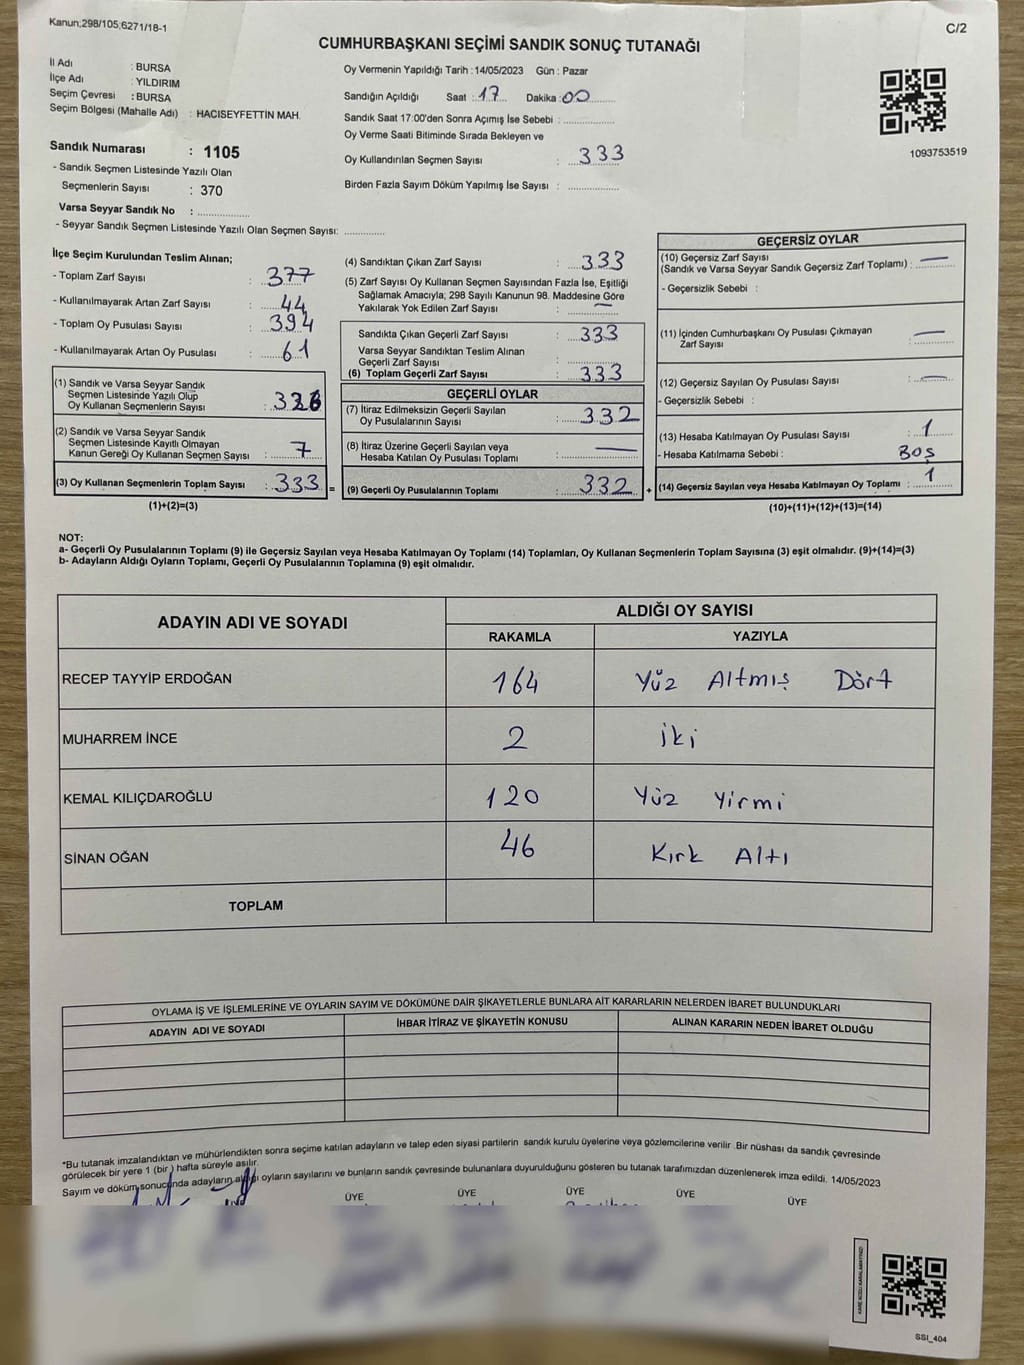 Kanun;298/105;6271/18-1
C/2
CUMHURBAŞKANI SEÇİMİ SANDIK SONUÇ TUTANAĞI
İl Adı : BURSA
İlçe Adı : YILDIRIM
Seçim Çevresi : BURSA
Seçim Bölgesi (Mahalle Adı) : HACISEYFETTİN MAH.
Sandık Numarası : 1105
- Sandık Seçmen Listesinde Yazılı Olan
Seçmenlerin Sayısı : 370
Varsa Seyyar Sandık No : ...............
- Seyyar Sandık Seçmen Listesinde Yazılı Olan Seçmen Sayısı: ............
Oy Vermenin Yapıldığı Tarih : 14/05/2023 Gün : Pazar
Sandığın Açıldığı Saat : 17 Dakika : 00
Sandık Saat 17:00'den Sonra Açımış İse Sebebi : ...............
Oy Verme Saati Bitiminde Sırada Bekleyen ve
Oy Kullandırılan Seçmen Sayısı : 333
Birden Fazla Sayım Döküm Yapılmış İse Sayısı : ...............
1093753519
İlçe Seçim Kurulundan Teslim Alınan;
- Toplam Zarf Sayısı : 377
- Kullanılmayarak Artan Zarf Sayısı : 44
- Toplam Oy Pusulası Sayısı : 394
- Kullanılmayarak Artan Oy Pusulası : 61
(1) Sandık ve Varsa Seyyar Sandık
Seçmen Listesinde Yazılı Olup
Oy Kullanan Seçmenlerin Sayısı : 326
(2) Sandık ve Varsa Seyyar Sandık
Seçmen Listesinde Kayıtlı Olmayan
Kanun Gereği Oy Kullanan Seçmen Sayısı : 7
(3) Oy Kullanan Seçmenlerin Toplam Sayısı : 333 =
(1)+(2)=(3)
(4) Sandıktan Çıkan Zarf Sayısı : 333
(5) Zarf Sayısı Oy Kullanan Seçmen Sayısından Fazla İse, Eşitliği
Sağlamak Amacıyla; 298 Sayılı Kanunun 98. Maddesine Göre
Yakılarak Yok Edilen Zarf Sayısı : —
Sandıkta Çıkan Geçerli Zarf Sayısı : 333
Varsa Seyyar Sandıktan Teslim Alınan
Geçerli Zarf Sayısı :
(6) Toplam Geçerli Zarf Sayısı : 333
GEÇERLİ OYLAR
(7) İtiraz Edilmeksizin Geçerli Sayılan
Oy Pusulalarının Sayısı : 332
(8) İtiraz Üzerine Geçerli Sayılan veya
Hesaba Katılan Oy Pusulası Toplamı : —
(9) Geçerli Oy Pusulalarının Toplamı : 332 +
GEÇERSİZ OYLAR
(10) Geçersiz Zarf Sayısı
(Sandık ve Varsa Seyyar Sandık Geçersiz Zarf Toplamı) : —
- Geçersizlik Sebebi :
(11) İçinden Cumhurbaşkanı Oy Pusulası Çıkmayan
Zarf Sayısı : —
(12) Geçersiz Sayılan Oy Pusulası Sayısı : —
- Geçersizlik Sebebi :
(13) Hesaba Katılmayan Oy Pusulası Sayısı : 1
- Hesaba Katılmama Sebebi : Boş
(14) Geçersiz Sayılan veya Hesaba Katılmayan Oy Toplamı : 1
(10)+(11)+(12)+(13)=(14)
NOT:
a- Geçerli Oy Pusulalarının Toplamı (9) ile Geçersiz Sayılan veya Hesaba Katılmayan Oy Toplamı (14) Toplamları, Oy Kullanan Seçmenlerin Toplam Sayısına (3) eşit olmalıdır. (9)+(14)=(3)
b- Adayların Aldığı Oyların Toplamı, Geçerli Oy Pusulalarının Toplamına (9) eşit olmalıdır.
ADAYIN ADI VE SOYADI
ALDIĞI OY SAYISI
RAKAMLA YAZIYLA
RECEP TAYYİP ERDOĞAN 164 Yüz Altmış Dört
MUHARREM İNCE 2 iki
KEMAL KILIÇDAROĞLU 120 Yüz Yirmi
SİNAN OĞAN 46 Kırk Altı
TOPLAM
OYLAMA İŞ VE İŞLEMLERİNE VE OYLARIN SAYIM VE DÖKÜMÜNE DAİR ŞİKAYETLERLE BUNLARA AİT KARARLARIN NELERDEN İBARET BULUNDUKLARI
ADAYIN ADI VE SOYADI İHBAR İTİRAZ VE ŞİKAYETİN KONUSU ALINAN KARARIN NEDEN İBARET OLDUĞU
*Bu tutanak imzalandıktan ve mühürlendikten sonra seçime katılan adayların ve talep eden siyasi partilerin sandık kurulu üyelerine veya gözlemcilerine verilir .Bir nüshası da sandık çevresinde
görülecek bir yere 1 (bir ) hafta süreyle asılır.
Sayım ve döküm sonucunda adayların aldığı oyların sayılarını ve bunların sandık çevresinde bulunanlara duyurulduğunu gösteren bu tutanak tarafımızdan düzenlenerek imza edildi. 14/05/2023
ÜYE ÜYE ÜYE ÜYE ÜYE
KARE KODU KARALAMAYINIZ!
SSI_404